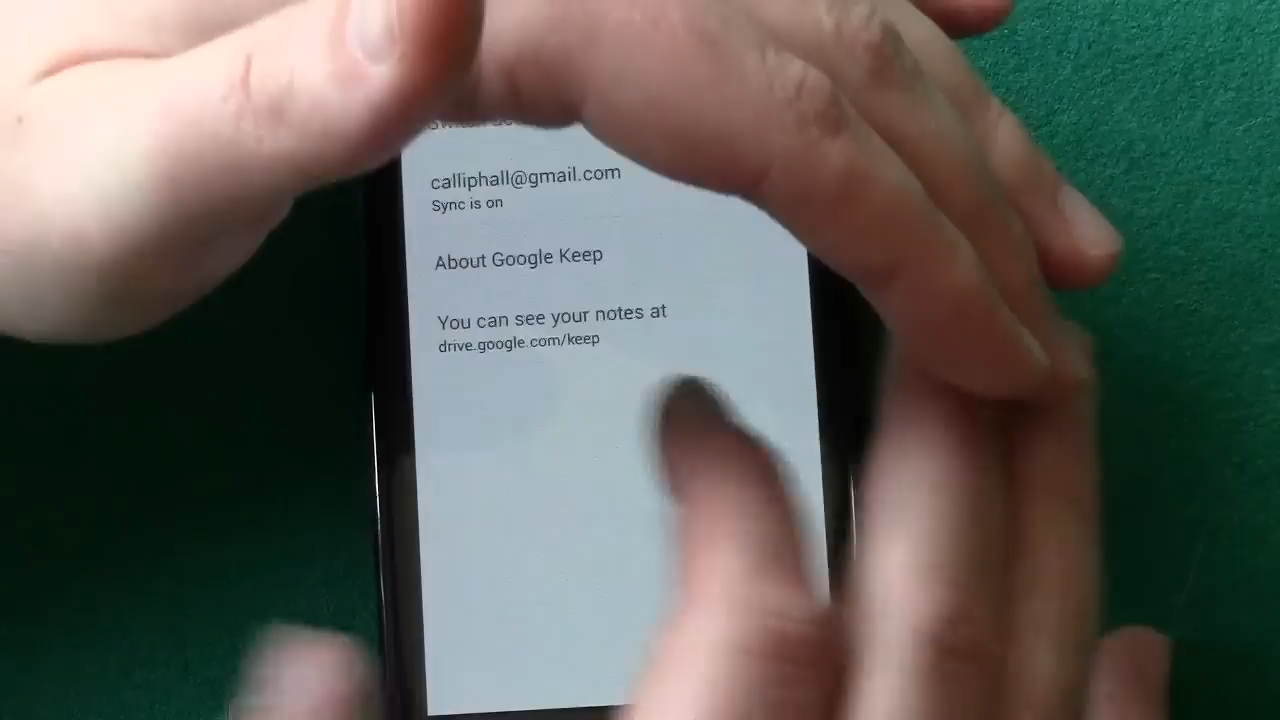 calliphall@gmail.com
Sync is on
About Google Keep
You can see your notes at
drive.google.com/keep